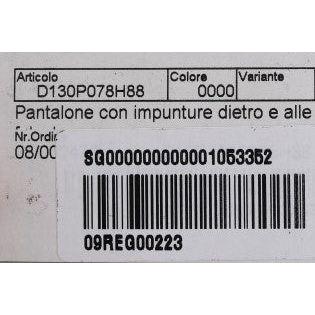 Articolo Colore Variante
D130P078H88 0000
Pantalone con impunture dietro e alle
Nr.Ordin
08/00
SG000000000001053352
09REG00223